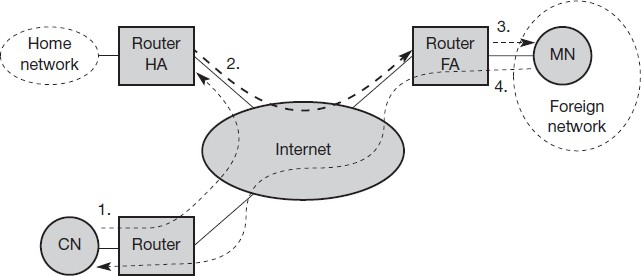 Home
network
Router
HA
2.
Router
FA
3.
MN
4.
Foreign
network
Internet
1.
CN
Router